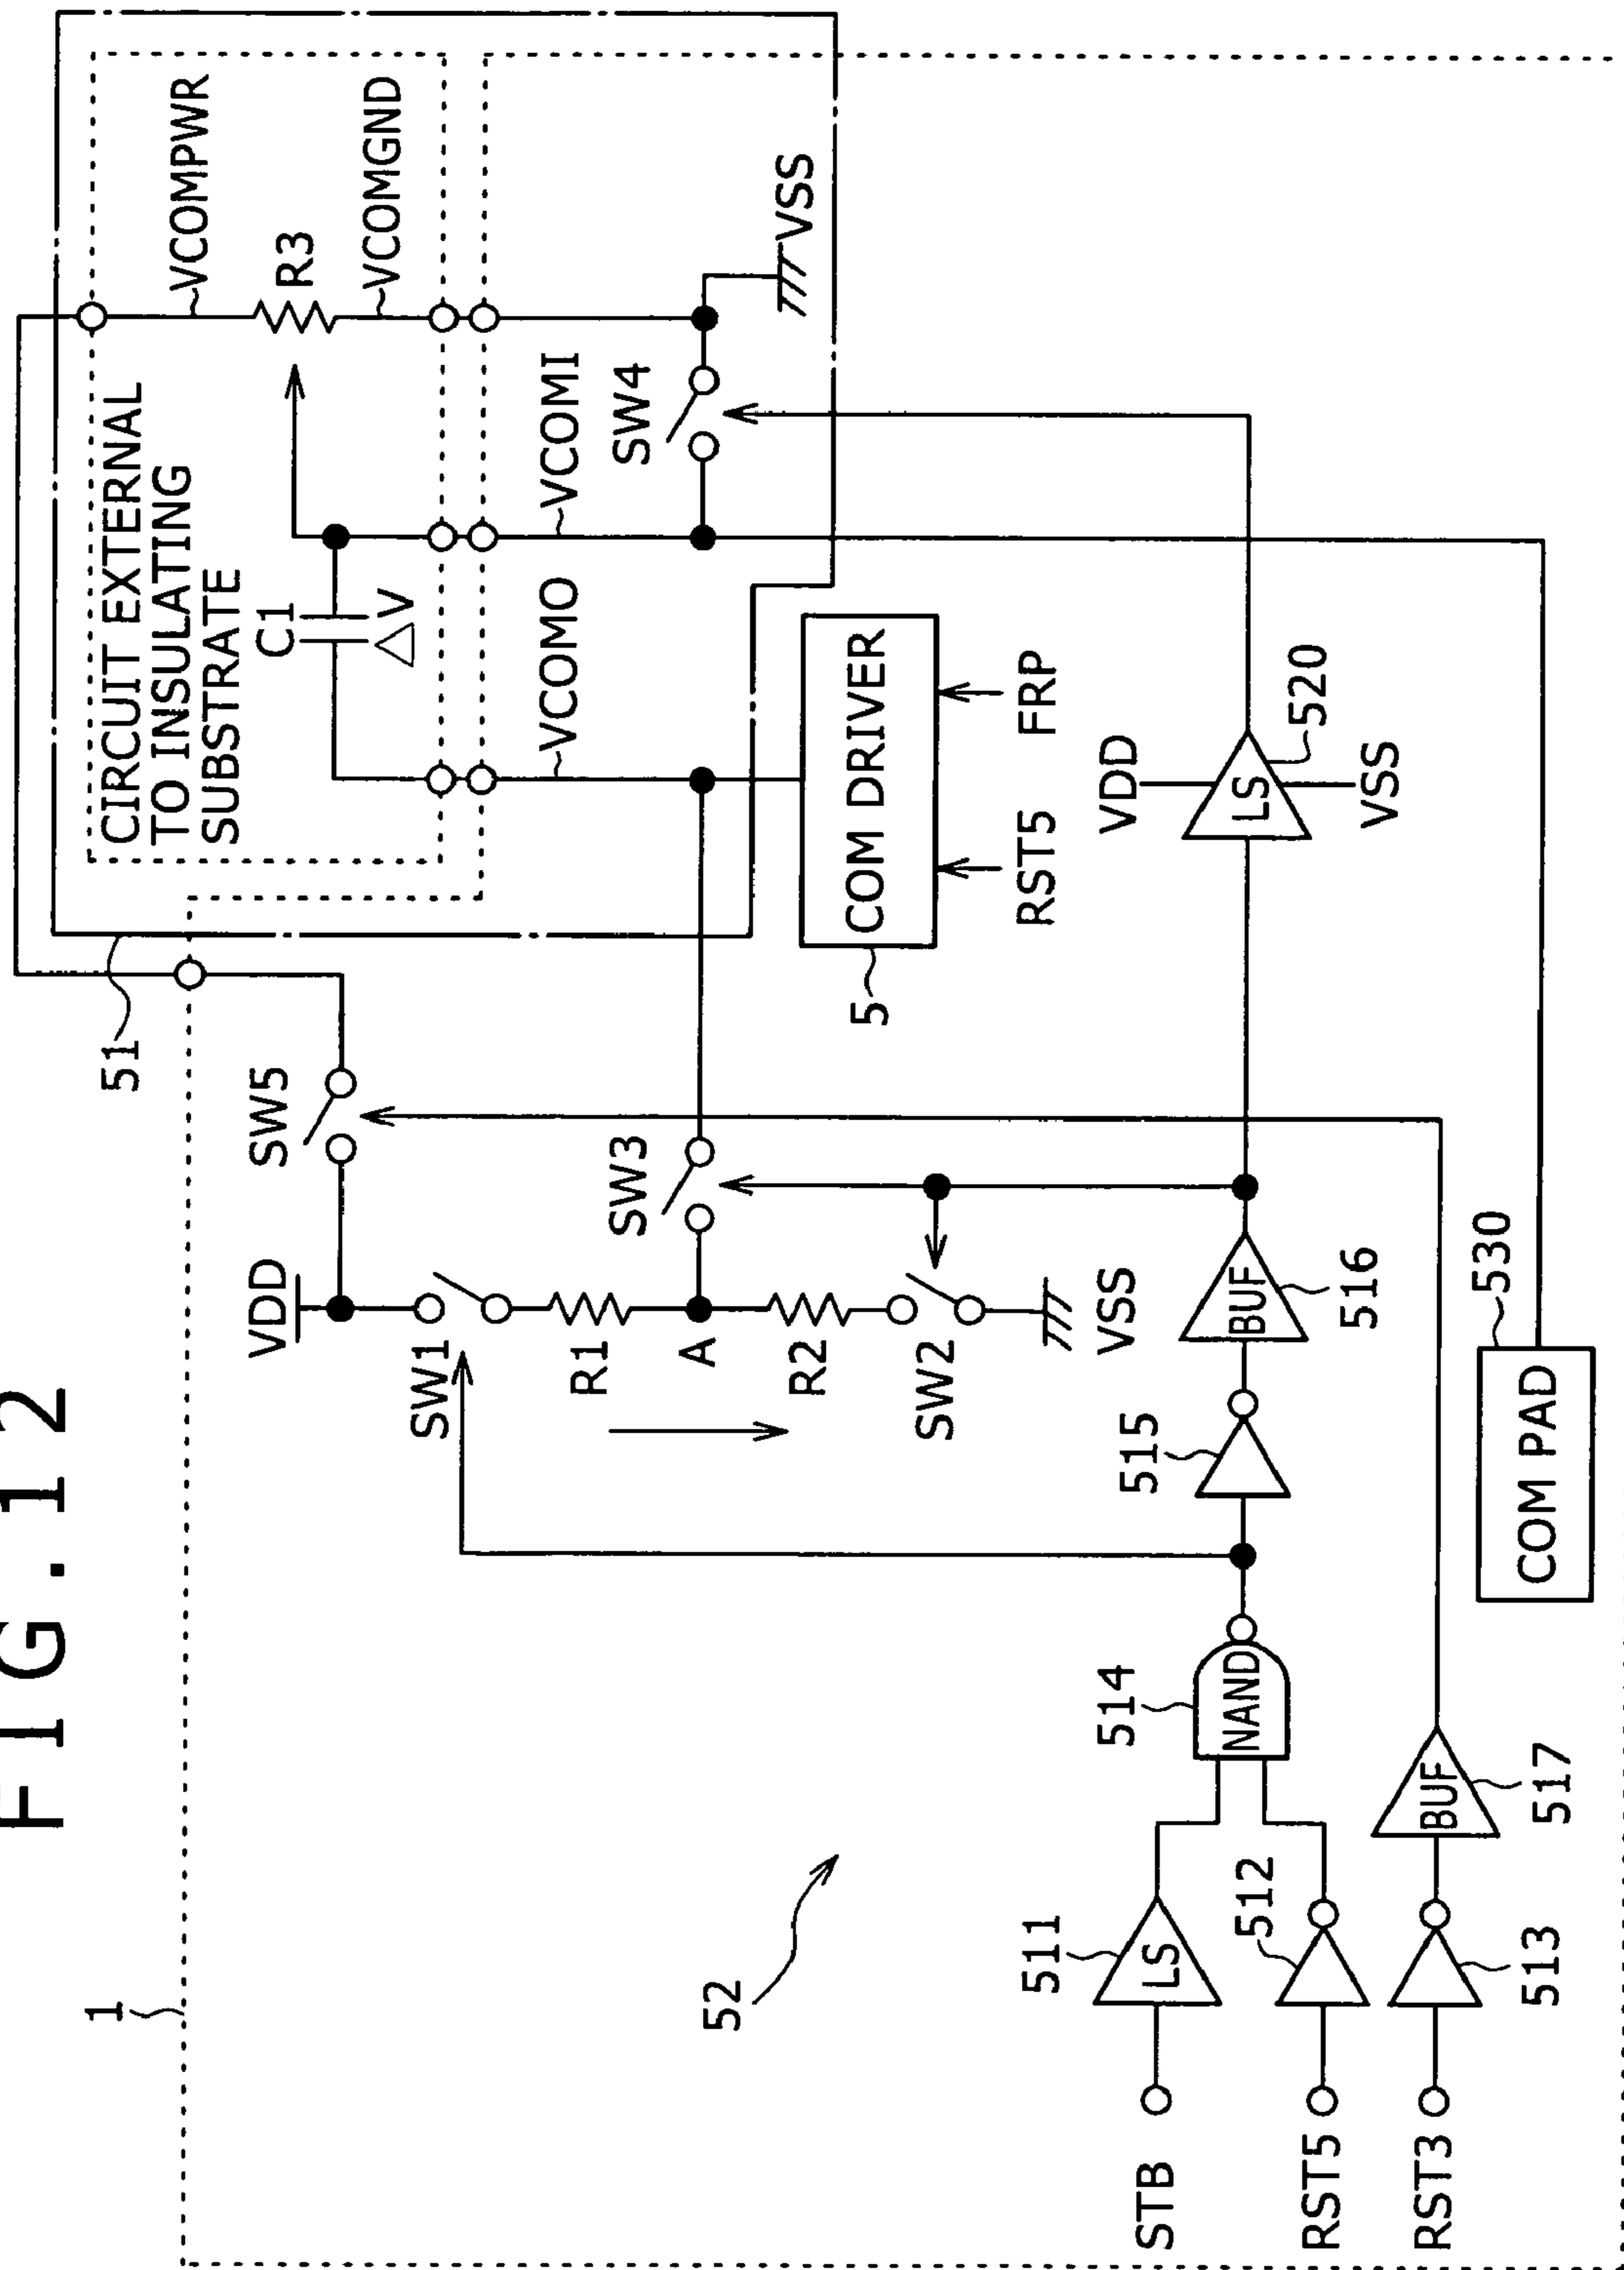 FIG.12
1
51
CIRCUIT EXTERNAL
TO INSULATING
SUBSTRATE
VCOMPWR
R3
VCOMGND
C1
△V
VCOMO
VCOMI
SW4
VSS
VDD
SW5
SW1
R1
A
R2
SW2
VSS
SW3
COM DRIVER
5
RST5
FRP
52
STB
511
LS
RST5
512
RST3
513
514
NAND
515
516
BUF
517
BUF
VDD
LS
520
VSS
530
COM PAD